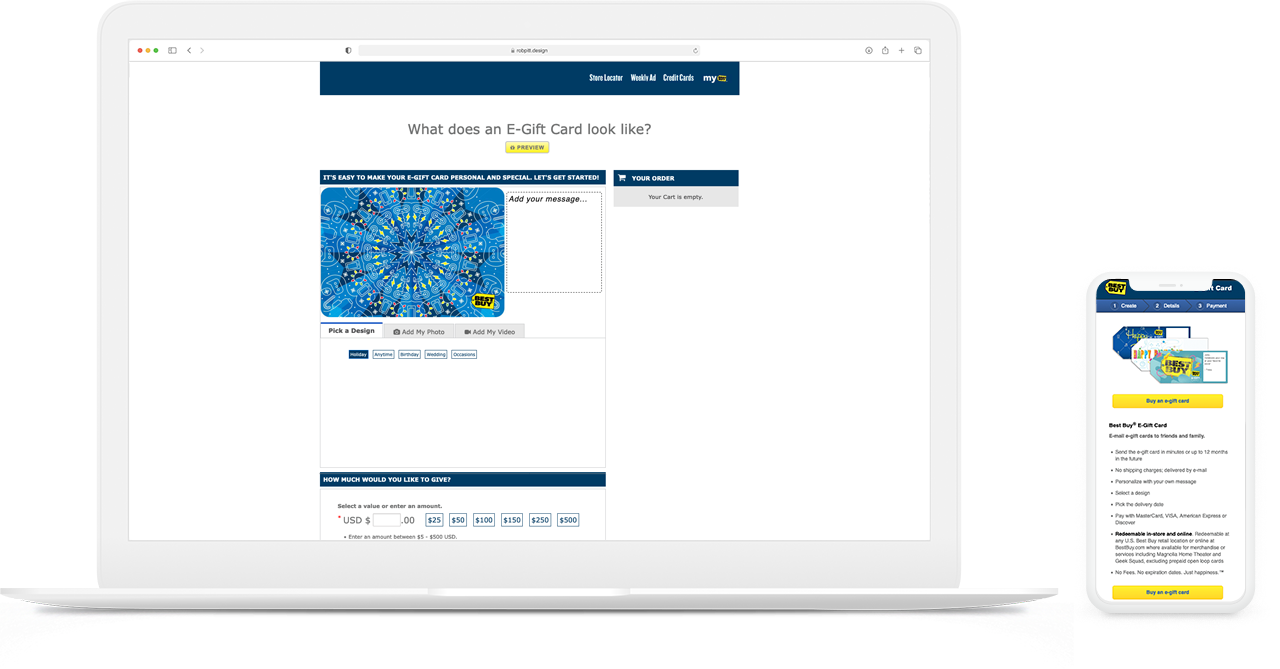 robpitt.design
Store Locator Weekly Ad Credit Cards my BEST BUY
What does an E-Gift Card look like?
PREVIEW
IT'S EASY TO MAKE YOUR E-GIFT CARD PERSONAL AND SPECIAL. LET'S GET STARTED!
YOUR ORDER
Your Cart is empty.
Add your message...
BEST BUY
Pick a Design Add My Photo Add My Video
Holiday Anytime Birthday Wedding Occasions
HOW MUCH WOULD YOU LIKE TO GIVE?
Select a value or enter an amount.
* USD $ .00 $25 $50 $100 $150 $250 $500
• Enter an amount between $5 - $500 USD.
BEST BUY
Card
1 Create 2 Details 3 Payment
Happy
BEST BUY
Buy an e-gift card
Best Buy® E-Gift Card
E-mail e-gift cards to friends and family.
• Send the e-gift card in minutes or up to 12 months
in the future
• No shipping charges; delivered by e-mail
• Personalize with your own message
• Select a design
• Pick the delivery date
• Pay with MasterCard, VISA, American Express or
Discover
• Redeemable in-store and online. Redeemable at
any U.S. Best Buy retail location or online at
BestBuy.com where available for merchandise or
services including Magnolia Home Theater and
Geek Squad, excluding prepaid open loop cards
• No Fees. No expiration dates. Just happiness.℠
Buy an e-gift card